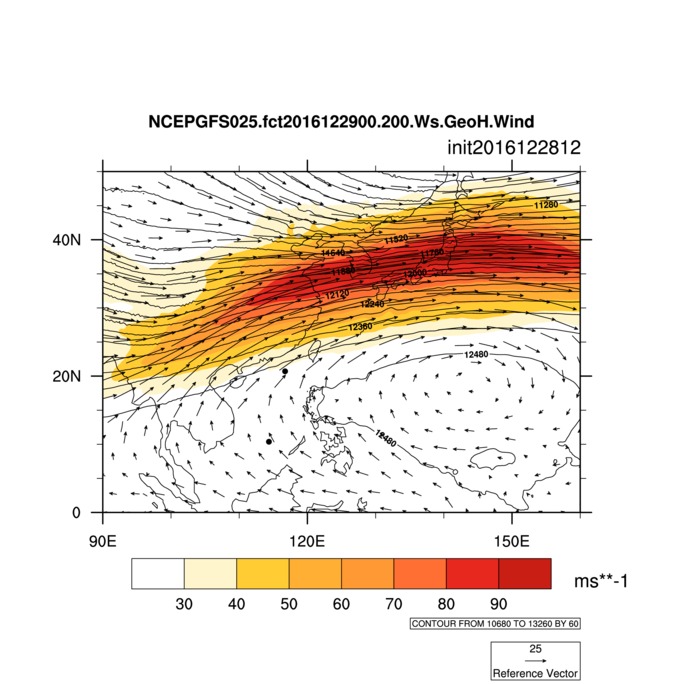 NCEPGFS025.fct2016122900.200.Ws.GeoH.Wind
init2016122812
11280
40N
11520
11640
11760
11880
12000
12120
12240
12360
12480
20N
12480
0
90E 120E 150E
ms**-1
30 40 50 60 70 80 90
CONTOUR FROM 10680 TO 13260 BY 60
25
Reference Vector